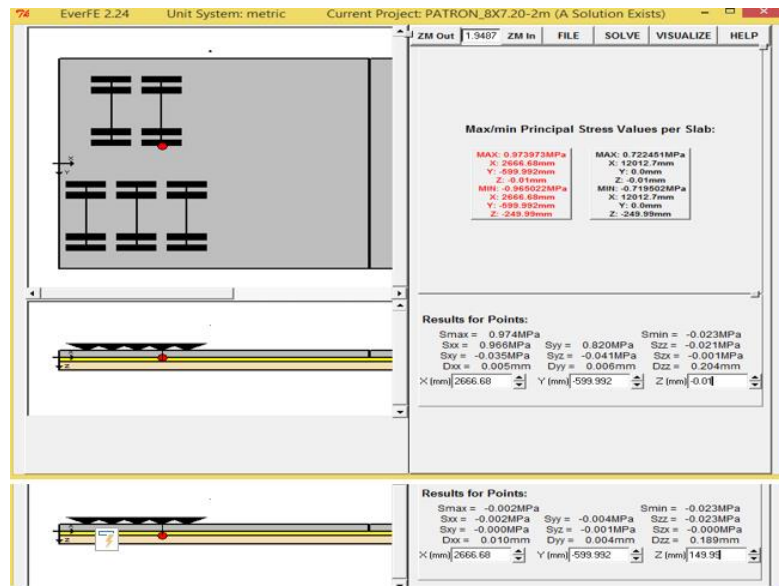 EverFE 2.24 Unit System: metric Current Project: PATRON_8X7.20-2m (A Solution Exists)
ZM Out 1.9487 ZM In FILE SOLVE VISUALIZE HELP
Max/min Principal Stress Values per Slab:
MAX: 0.973973MPa
X: 2666.68mm
Y: -599.992mm
Z: -0.01mm
MIN: -0.965022MPa
X: 2666.68mm
Y: -599.992mm
Z: -249.99mm
MAX: 0.722451MPa
X: 12012.7mm
Y: 0.0mm
Z: -0.01mm
MIN: -0.719502MPa
X: 12012.7mm
Y: 0.0mm
Z: -249.99mm
X
Y
Results for Points:
Smax = 0.974MPa Smin = -0.023MPa
Sxx = 0.966MPa Syy = 0.820MPa Szz = -0.021MPa
Sxy = -0.035MPa Syz = -0.041MPa Szx = -0.001MPa
Dxx = 0.005mm Dyy = 0.006mm Dzz = 0.204mm
X (mm) 2666.68 Y (mm) -599.992 Z (mm) -0.01
Z
Results for Points:
Smax = -0.002MPa Smin = -0.023MPa
Sxx = -0.002MPa Syy = -0.004MPa Szz = -0.023MPa
Sxy = -0.000MPa Syz = -0.001MPa Szx = -0.000MPa
Dxx = 0.010mm Dyy = 0.004mm Dzz = 0.189mm
X (mm) 2666.68 Y (mm) -599.992 Z (mm) 149.99
Z